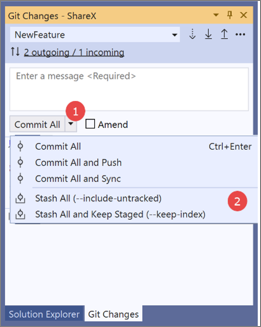 Git Changes - ShareX
NewFeature
2 outgoing / 1 incoming
Enter a message <Required>
1
Commit All
Amend
Commit All Ctrl+Enter
Commit All and Push
Commit All and Sync
Stash All (--include-untracked)
2
Stash All and Keep Staged (--keep-index)
Solution Explorer Git Changes